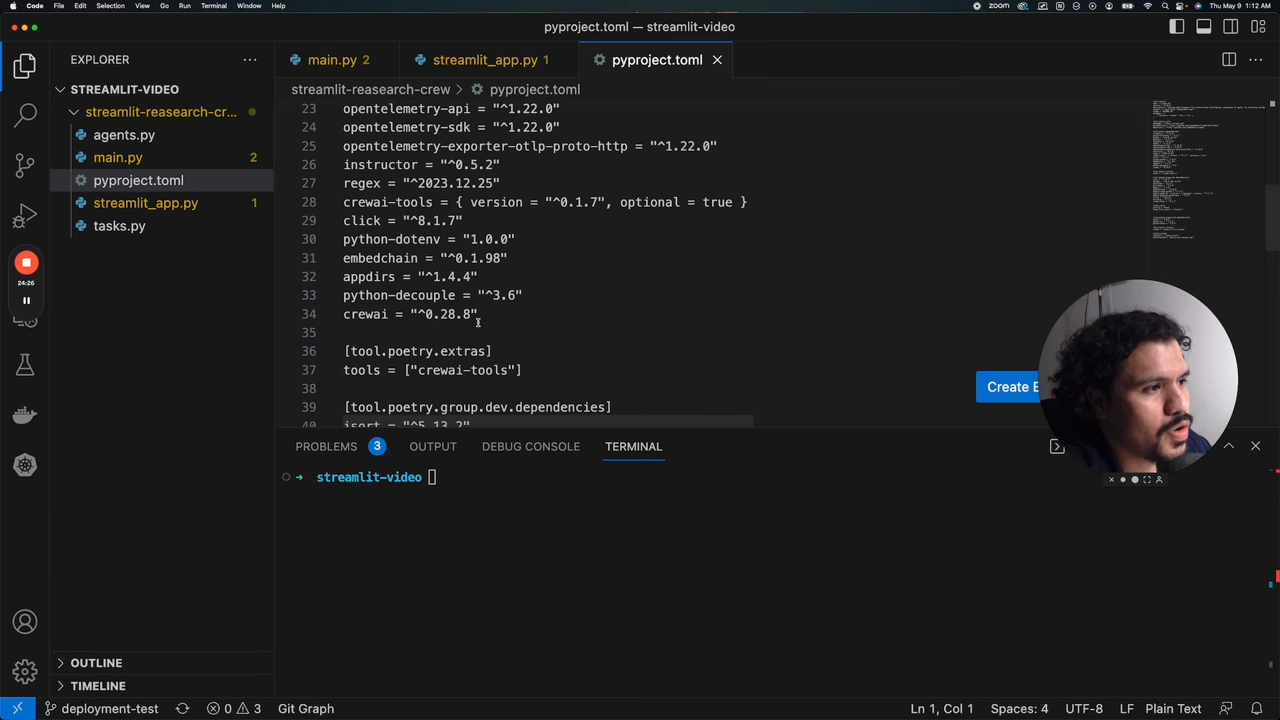 Code File Edit Selection View Go Run Terminal Window Help
zoom Thu May 9 1:12 AM
pyproject.toml — streamlit-video
EXPLORER
STREAMLIT-VIDEO
streamlit-reasearch-cr...
agents.py
main.py 2
pyproject.toml
streamlit_app.py 1
tasks.py
24:26
OUTLINE
TIMELINE
main.py 2
streamlit_app.py 1
pyproject.toml
streamlit-reasearch-crew > pyproject.toml
23 opentelemetry-api = "^1.22.0"
24 opentelemetry-sdk = "^1.22.0"
25 opentelemetry-exporter-otlp-proto-http = "^1.22.0"
26 instructor = "^0.5.2"
27 regex = "^2023.12.25"
28 crewai-tools = { version = "^0.1.7", optional = true }
29 click = "^8.1.7"
30 python-dotenv = "1.0.0"
31 embedchain = "^0.1.98"
32 appdirs = "^1.4.4"
33 python-decouple = "^3.6"
34 crewai = "^0.28.8"
35
36 [tool.poetry.extras]
37 tools = ["crewai-tools"]
38
39 [tool.poetry.group.dev.dependencies]
40 isort = "^5.13.2"
Create
PROBLEMS 3 OUTPUT DEBUG CONSOLE TERMINAL
streamlit-video
deployment-test 0 3 Git Graph
Ln 1, Col 1 Spaces: 4 UTF-8 LF Plain Text